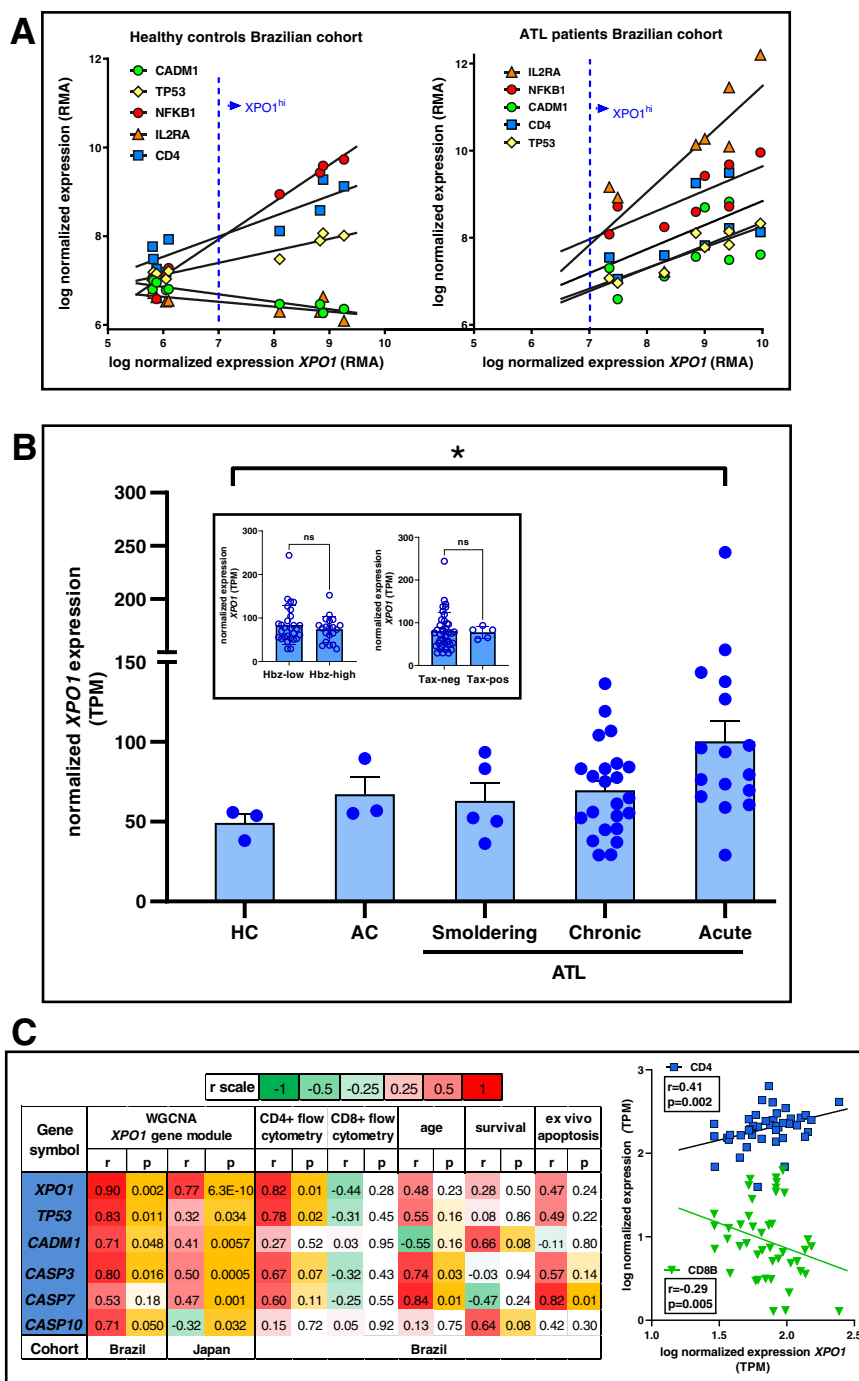 A
Healthy controls Brazilian cohort
ATL patients Brazilian cohort
log normalized expression (RMA)
12
10
8
6
CADM1
TP53
NFKB1
IL2RA
CD4
XPO1hi
5 6 7 8 9 10
log normalized expression XPO1 (RMA)
log normalized expression (RMA)
12
10
8
6
IL2RA
NFKB1
CADM1
CD4
TP53
XPO1hi
5 6 7 8 9 10
log normalized expression XPO1 (RMA)
B
*
normalized XPO1 expression
(TPM)
300
250
200
150
100
50
0
normalized expression
XPO1 (TPM)
300
200
100
0
ns
Hbz-low Hbz-high
normalized expression
XPO1 (TPM)
300
200
100
0
ns
Tax-neg Tax-pos
HC AC Smoldering Chronic Acute
ATL
C
r scale -1 -0.5 -0.25 0.25 0.5 1
Gene symbol WGCNA XPO1 gene module CD4+ flow cytometry CD8+ flow cytometry age survival ex vivo apoptosis
r p r p r p r p r p r p r p
XPO1 0.90 0.002 0.77 6.3E-10 0.82 0.01 -0.44 0.28 0.48 0.23 0.28 0.50 0.47 0.24
TP53 0.83 0.011 0.32 0.034 0.78 0.02 -0.31 0.45 0.55 0.16 0.08 0.86 0.49 0.22
CADM1 0.71 0.048 0.41 0.0057 0.27 0.52 0.03 0.95 -0.55 0.16 0.66 0.08 -0.11 0.80
CASP3 0.80 0.016 0.50 0.0005 0.67 0.07 -0.32 0.43 0.74 0.03 -0.03 0.94 0.57 0.14
CASP7 0.53 0.18 0.47 0.001 0.60 0.11 -0.25 0.55 0.84 0.01 -0.47 0.24 0.82 0.01
CASP10 0.71 0.050 -0.32 0.032 0.15 0.72 0.05 0.92 0.13 0.75 0.64 0.08 0.42 0.30
Cohort Brazil Japan Brazil
log normalized expression (TPM)
3
2
1
0
CD4
r=0.41
p=0.002
CD8B
r=-0.29
p=0.005
1.0 1.5 2.0 2.5
log normalized expression XPO1
(TPM)